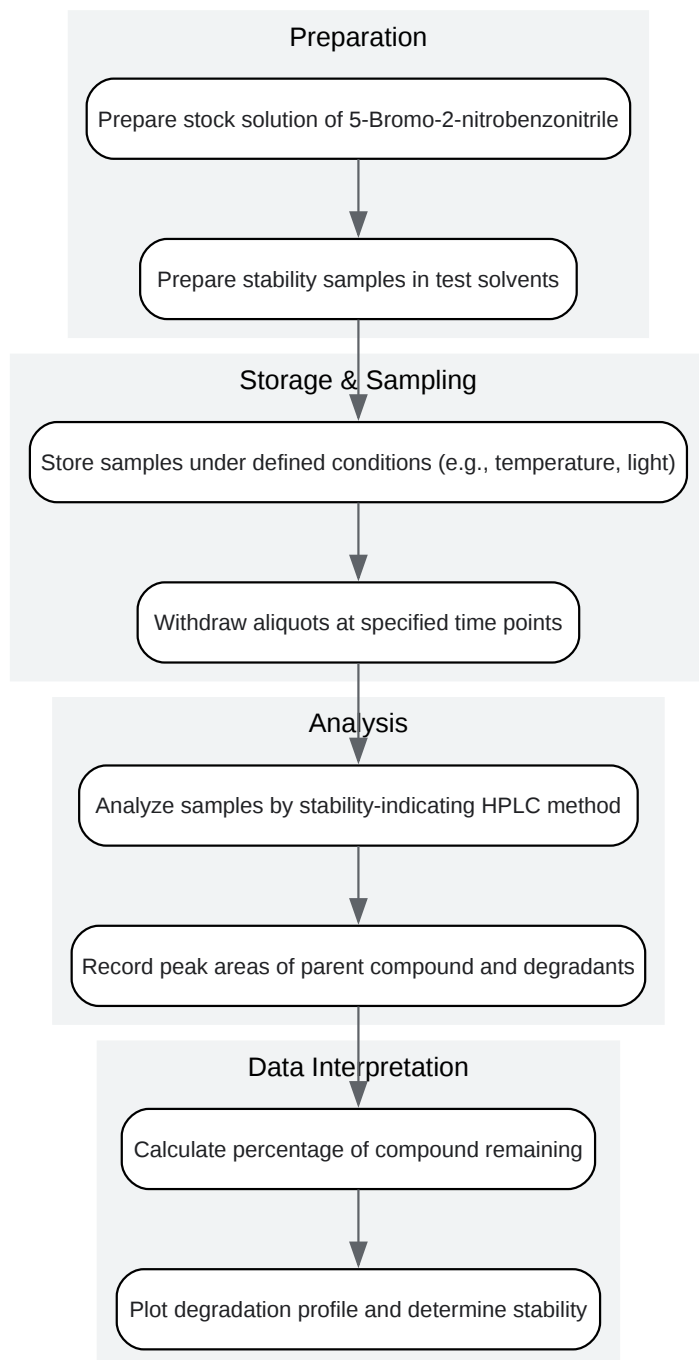 Preparation
Prepare stock solution of 5-Bromo-2-nitrobenzonitrile
Prepare stability samples in test solvents
Storage & Sampling
Store samples under defined conditions (e.g., temperature, light)
Withdraw aliquots at specified time points
Analysis
Analyze samples by stability-indicating HPLC method
Record peak areas of parent compound and degradants
Data Interpretation
Calculate percentage of compound remaining
Plot degradation profile and determine stability